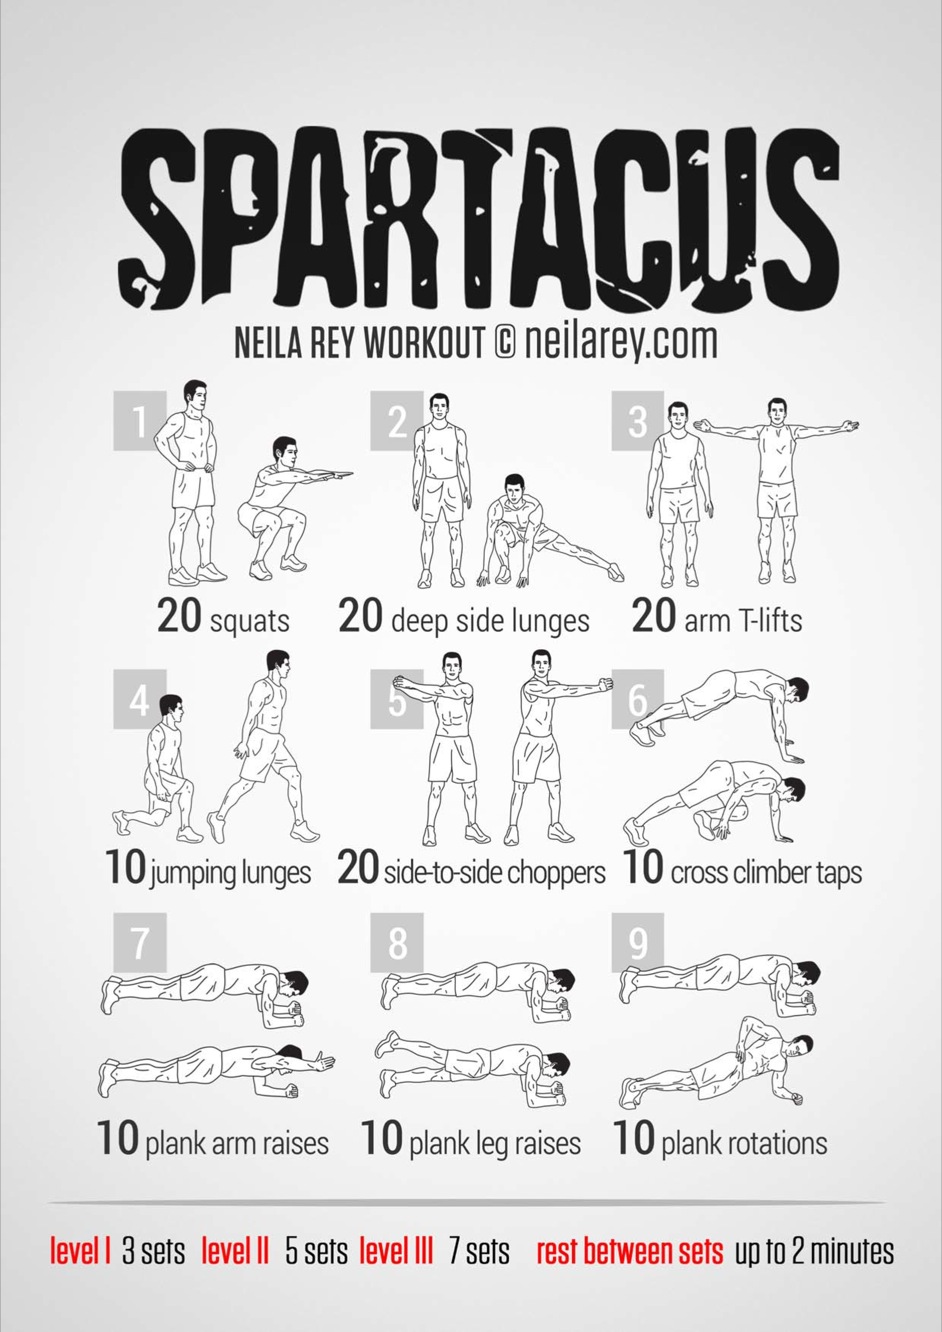 SPARTACUS
NEILA REY WORKOUT © neilarey.com
1
20 squats
2
20 deep side lunges
3
20 arm T-lifts
4
10 jumping lunges
5
20 side-to-side choppers
6
10 cross climber taps
7
10 plank arm raises
8
10 plank leg raises
9
10 plank rotations
level I 3 sets level II 5 sets level III 7 sets rest between sets up to 2 minutes